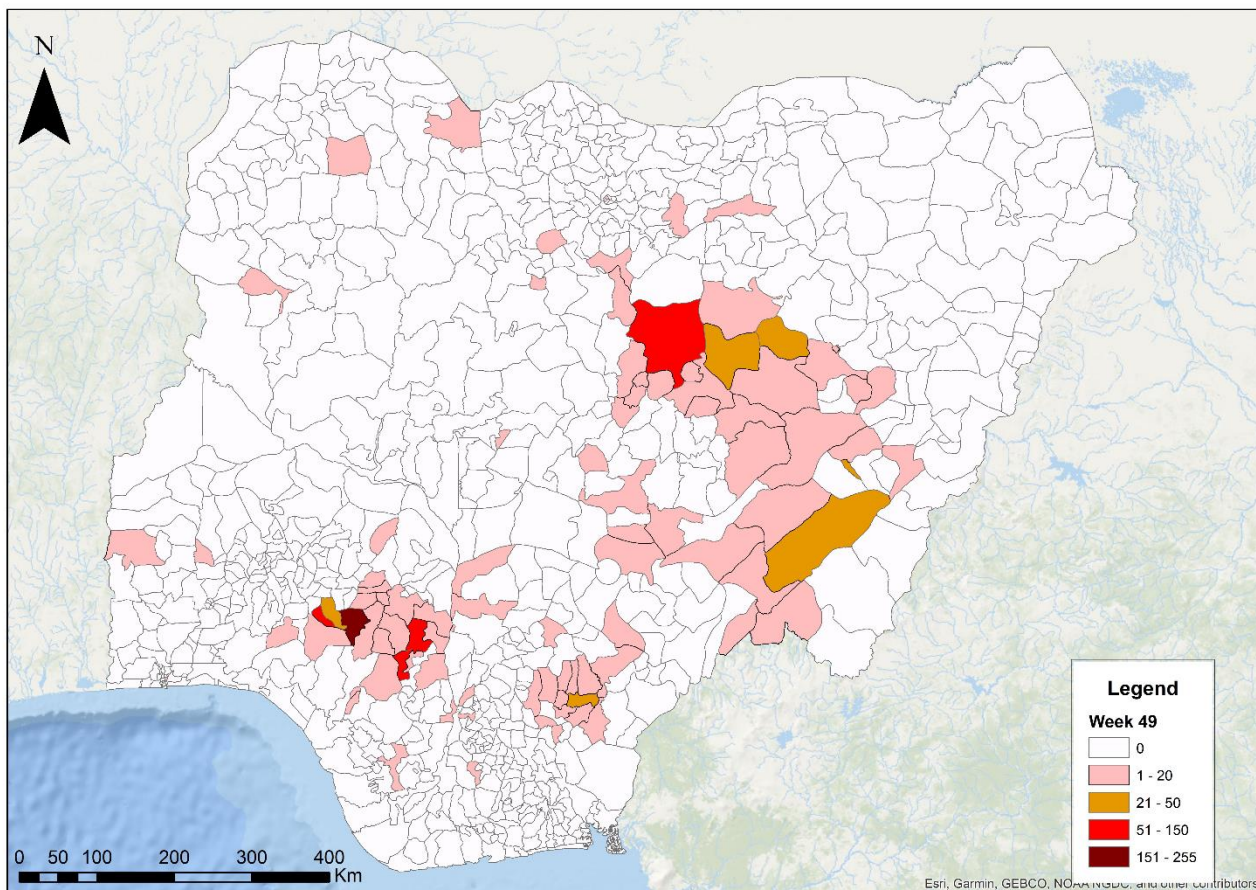 N
Legend
Week 49
0
1 - 20
21 - 50
51 - 150
151 - 255
0 50 100 200 300 400
Km
Esri, Garmin, GEBCO, NOAA NGDC, and other contributors